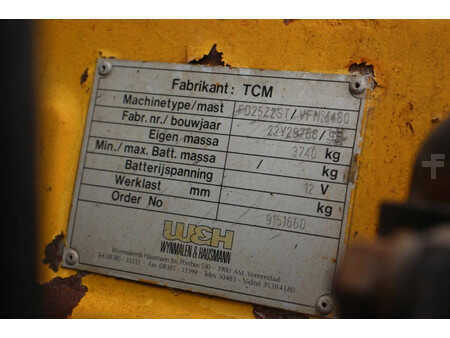 Fabrikant: TCM
Machinetype/mast FD25Z2ST/VFM
Fabr. nr./bouwjaar
Eigen massa 3740 kg
Min./max. Batt. massa / kg
Batterijspanning 12 V
Werklast mm kg
Order No 9151660
W&H
WYNMALEN & HAUSMANN